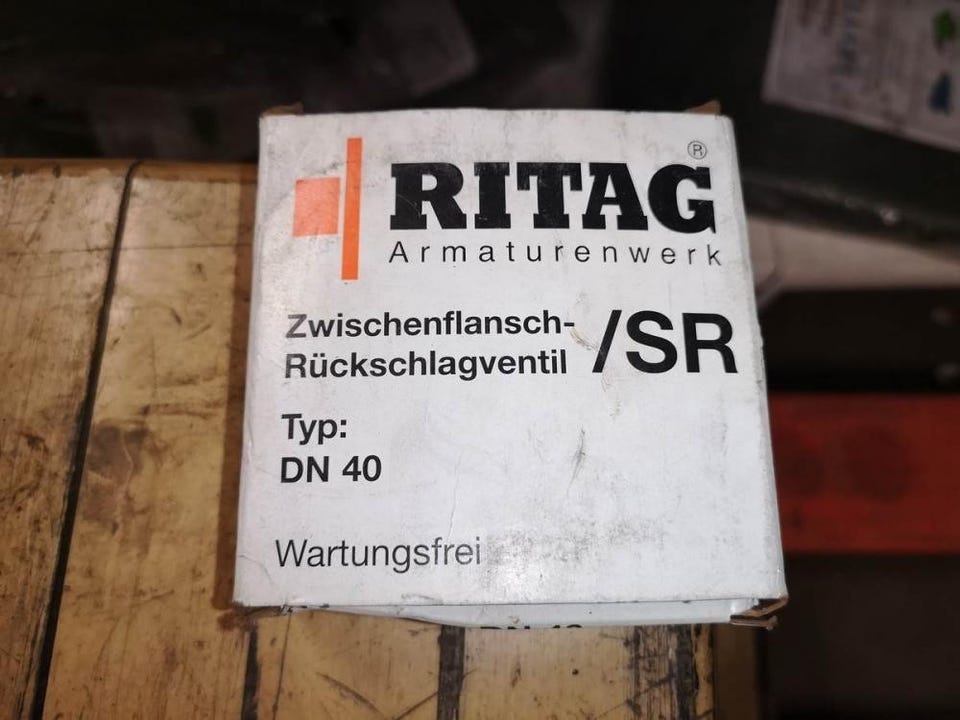 RITAG®
Armaturenwerk
Zwischenflansch-
Rückschlagventil /SR
Typ:
DN 40
Wartungsfrei